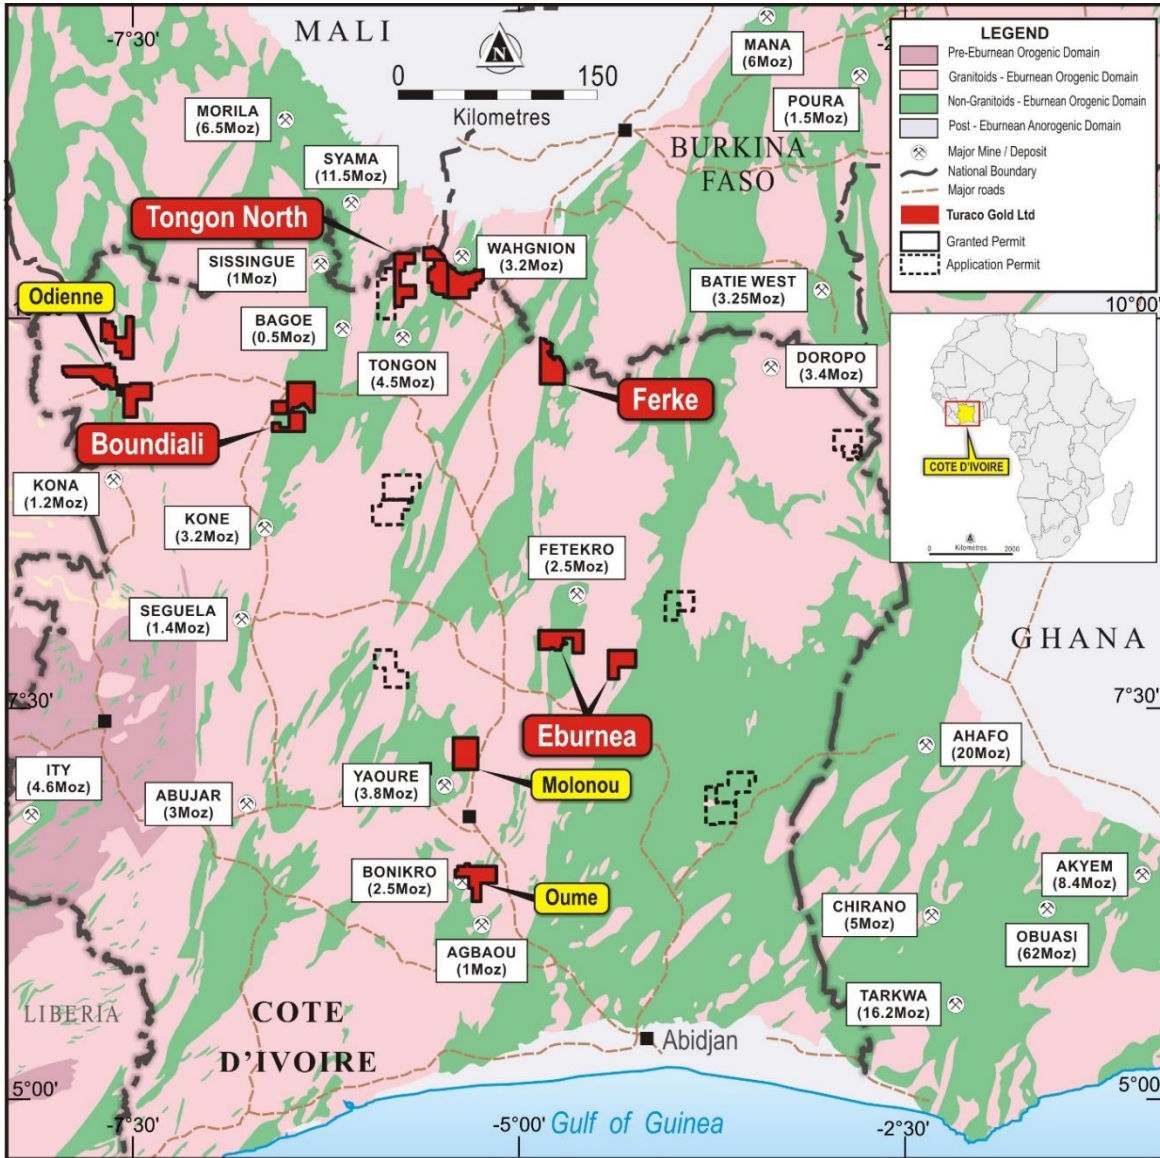 -7°30'
MALI
N
0 150
Kilometres
MANA
(6Moz)
POURA
(1.5Moz)
LEGEND
Pre-Eburnean Orogenic Domain
Granitoids - Eburnean Orogenic Domain
Non-Granitoids - Eburnean Orogenic Domain
Post - Eburnean Anorogenic Domain
Major Mine / Deposit
National Boundary
Major roads
Turaco Gold Ltd
Granted Permit
Application Permit
MORILA
(6.5Moz)
SYAMA
(11.5Moz)
BURKINA
FASO
Tongon North
SISSINGUE
(1Moz)
WAHGNION
(3.2Moz)
BATIE WEST
(3.25Moz)
10°00'
Odienne
BAGOE
(0.5Moz)
TONGON
(4.5Moz)
DOROPO
(3.4Moz)
Ferke
Boundiali
COTE D'IVOIRE
0 Kilometres 2000
KONA
(1.2Moz)
KONE
(3.2Moz)
FETEKRO
(2.5Moz)
SEGUELA
(1.4Moz)
GHANA
7°30'
7°30'
Eburnea
AHAFO
(20Moz)
ITY
(4.6Moz)
ABUJAR
(3Moz)
YAOURE
(3.8Moz)
Molonou
BONIKRO
(2.5Moz)
Oume
AKYEM
(8.4Moz)
CHIRANO
(5Moz)
OBUASI
(62Moz)
AGBAOU
(1Moz)
TARKWA
(16.2Moz)
LIBERIA
COTE
D'IVOIRE
Abidjan
5°00'
5°00'
-7°30'
-5°00'
Gulf of Guinea
-2°30'